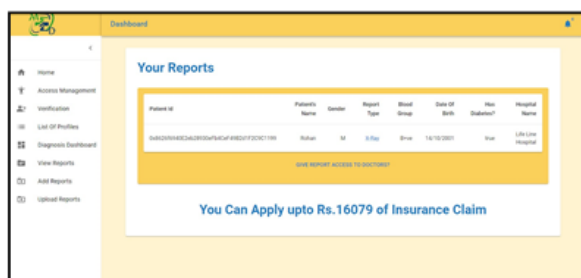 Dashboard
Home
Access Management
Verification
List Of Profiles
Diagnosis Dashboard
View Reports
Add Reports
Upload Reports
Your Reports
Patient Id Patient's Name Gender Report Type Blood Group Date Of Birth Has Diabetes? Hospital Name
Rohan M X-Ray B+ve 14/10/2001 true Life Line Hospital
GIVE REPORT ACCESS TO DOCTORS?
You Can Apply upto Rs.16079 of Insurance Claim